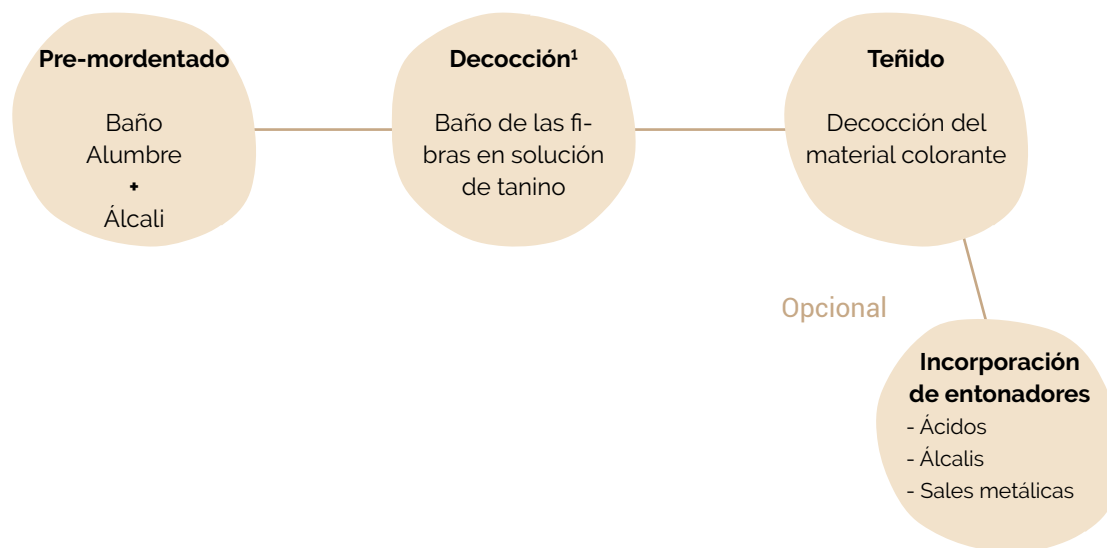 Pre-mordentado
Baño
Alumbre
+
Álcali
Decocción¹
Baño de las fi-
bras en solución
de tanino
Teñido
Decocción del
material colorante
Opcional
Incorporación
de entonadores
- Ácidos
- Álcalis
- Sales metálicas